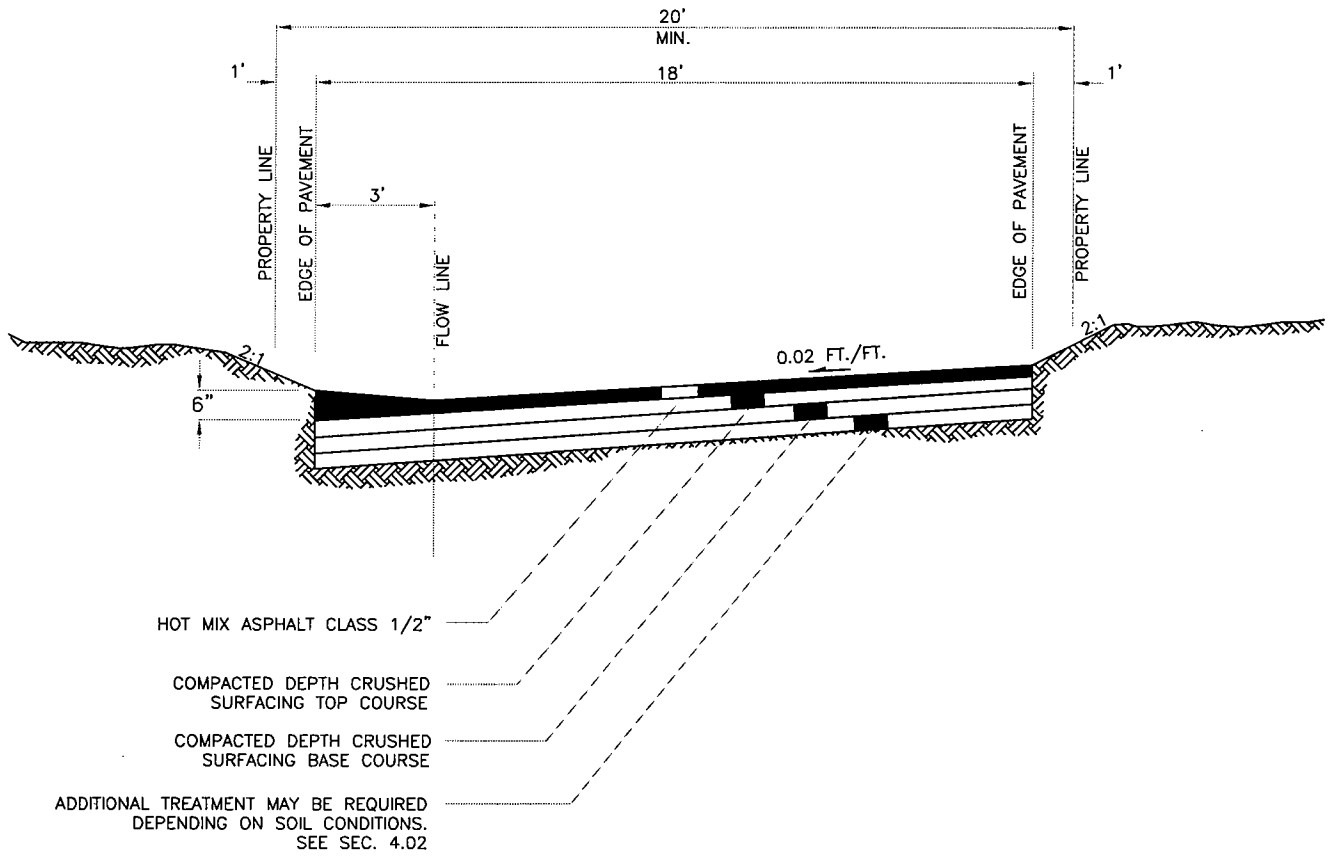 20'
MIN.
1'
18'
1'
PROPERTY LINE
EDGE OF PAVEMENT
3'
FLOW LINE
EDGE OF PAVEMENT
PROPERTY LINE
2:1
2:1
0.02 FT./FT.
6"
HOT MIX ASPHALT CLASS 1/2"
COMPACTED DEPTH CRUSHED
SURFACING TOP COURSE
COMPACTED DEPTH CRUSHED
SURFACING BASE COURSE
ADDITIONAL TREATMENT MAY BE REQUIRED
DEPENDING ON SOIL CONDITIONS.
SEE SEC. 4.02